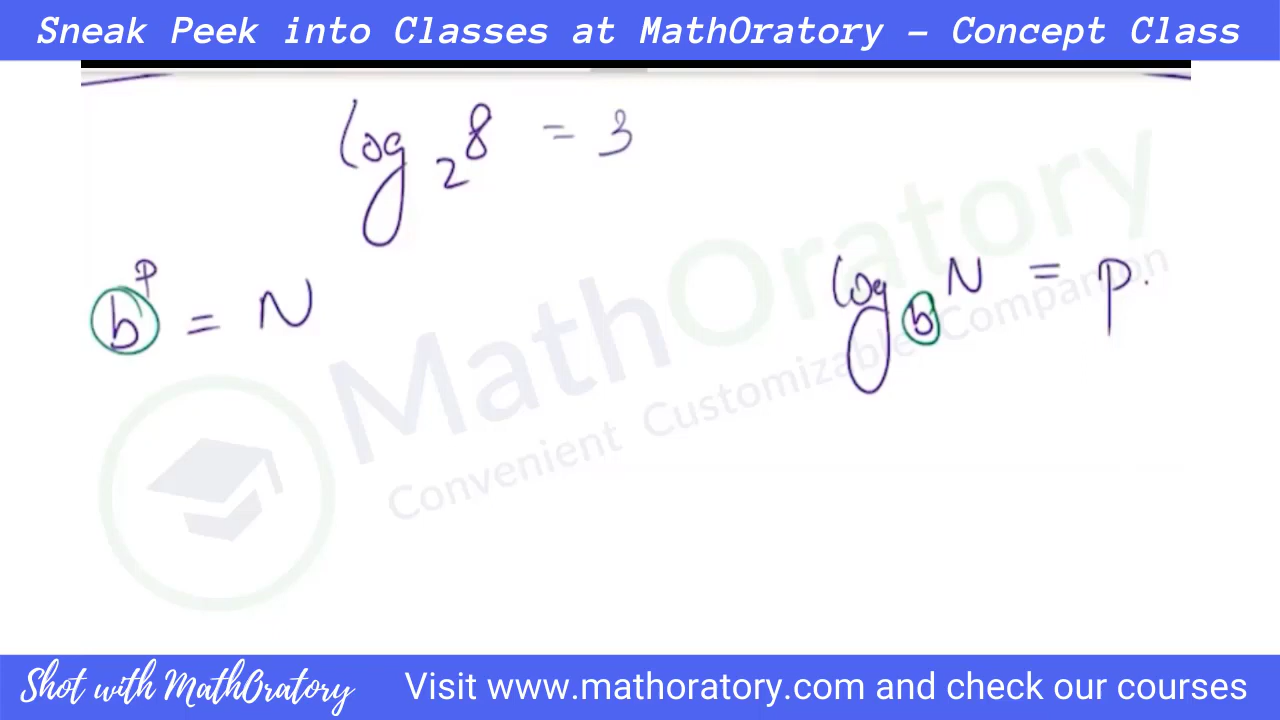 Sneak Peek into Classes at MathOratory – Concept Class
log₂8 = 3
bᵖ = N
log_b N = p.
MathOratory
Convenient Customizable Companion
Shot with MathOratory
Visit www.mathoratory.com and check our courses